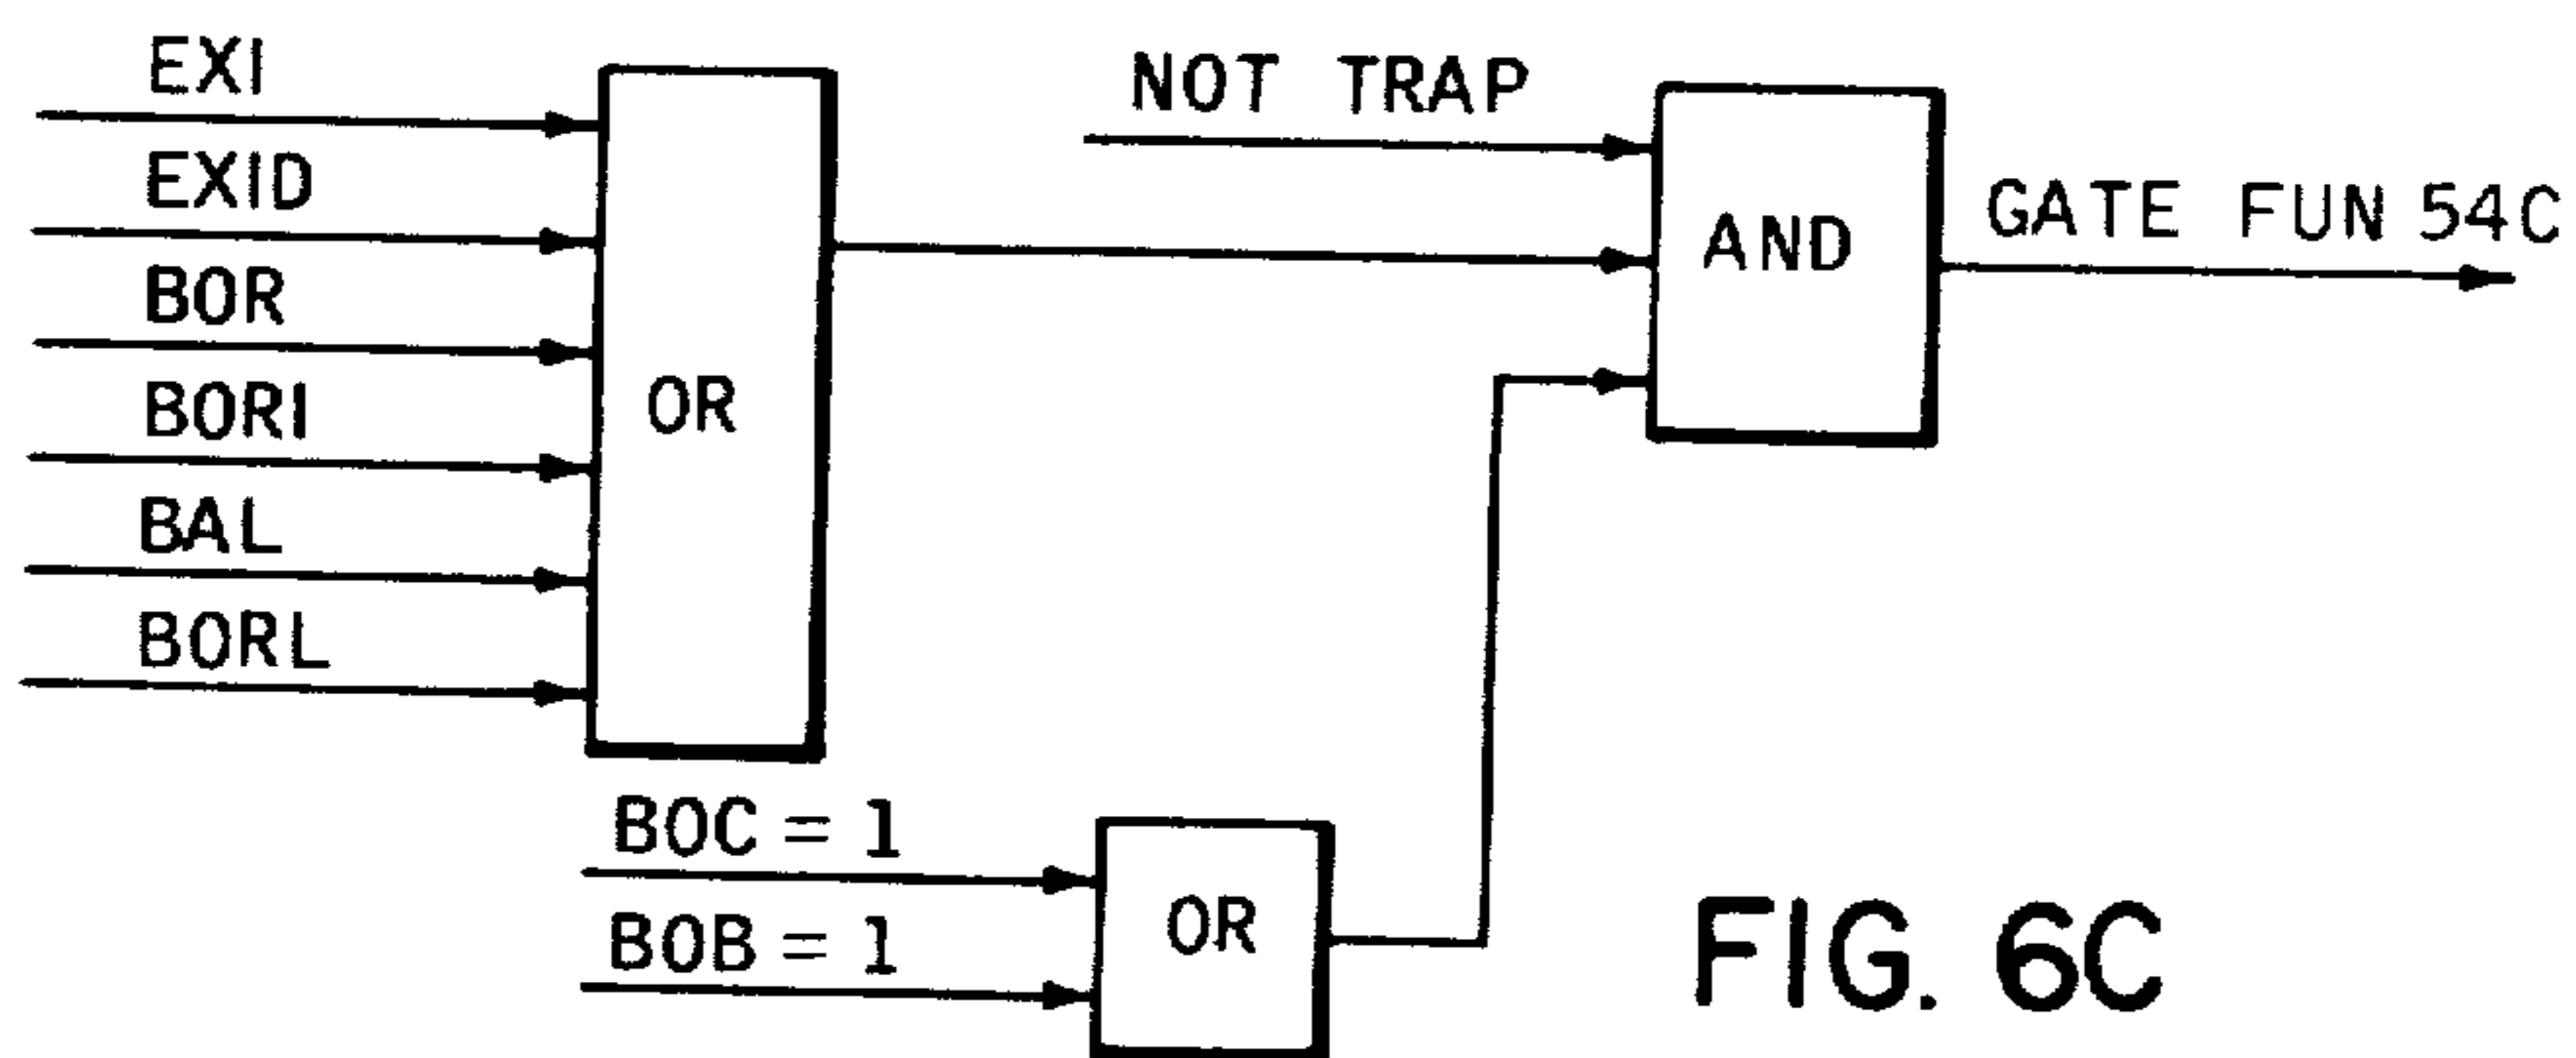 EXI
EXID
BOR
BORI
BAL
BORL
OR
NOT TRAP
AND
GATE FUN 54C
BOC = 1
BOB = 1
OR
FIG. 6C